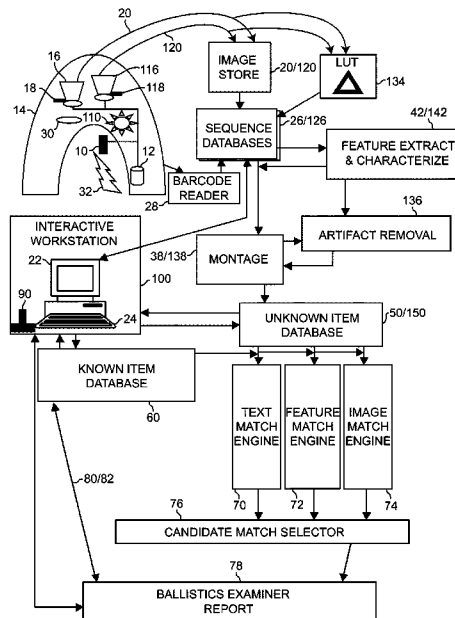 20
16
120
116
18
118
14
30
110
10
12
32
IMAGE
STORE
20/120
LUT
134
SEQUENCE
DATABASES
26/126
42/142
FEATURE EXTRACT
& CHARACTERIZE
BARCODE
READER
28
136
ARTIFACT REMOVAL
INTERACTIVE
WORKSTATION
22
100
90
24
38/138
MONTAGE
UNKNOWN ITEM
DATABASE
50/150
KNOWN ITEM
DATABASE
60
TEXT
MATCH
ENGINE
70
FEATURE
MATCH
ENGINE
72
IMAGE
MATCH
ENGINE
74
80/82
76
CANDIDATE MATCH SELECTOR
78
BALLISTICS EXAMINER
REPORT